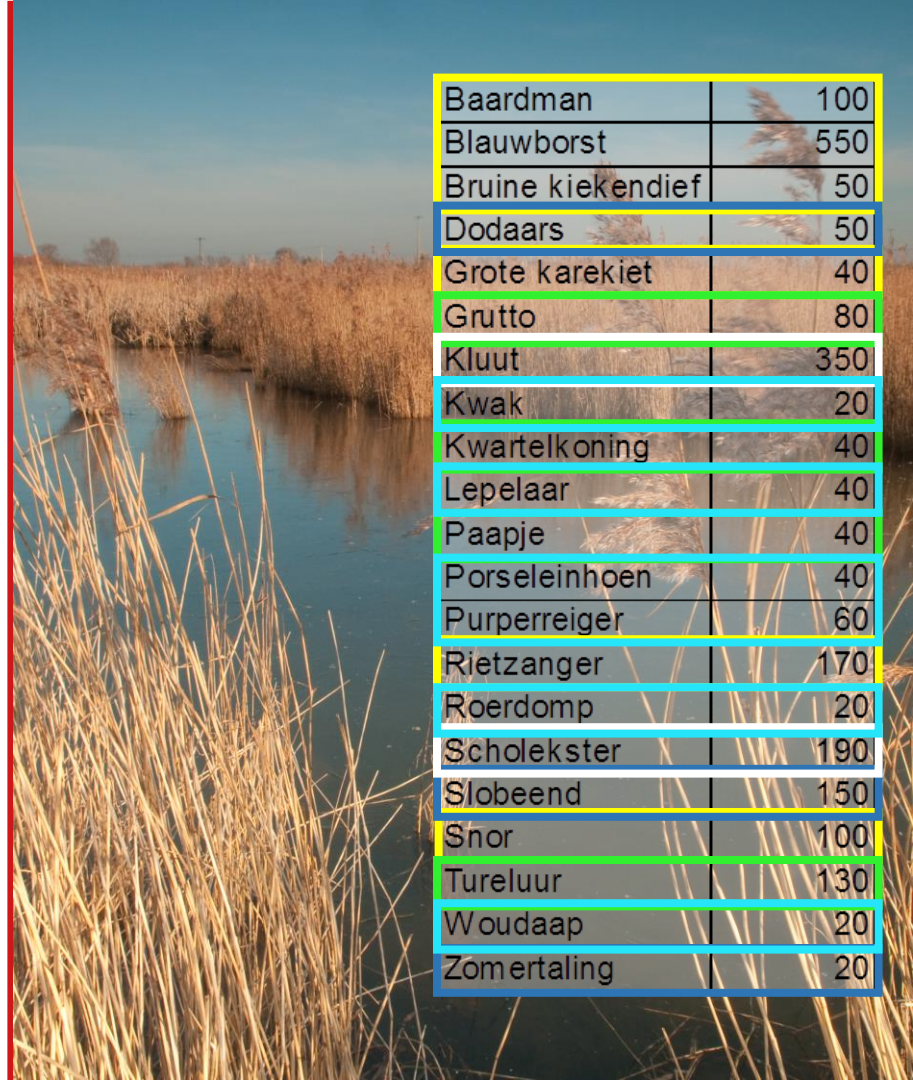 Baardman 100
Blauwborst 550
Bruine kiekendief 50
Dodaars 50
Grote karekiet 40
Grutto 80
Kluut 350
Kwak 20
Kwartelkoning 40
Lepelaar 40
Paapje 40
Porseleinhoen 40
Purperreiger 60
Rietzanger 170
Roerdomp 20
Scholekster 190
Slobeend 150
Snor 100
Tureluur 130
Woudaap 20
Zomertaling 20